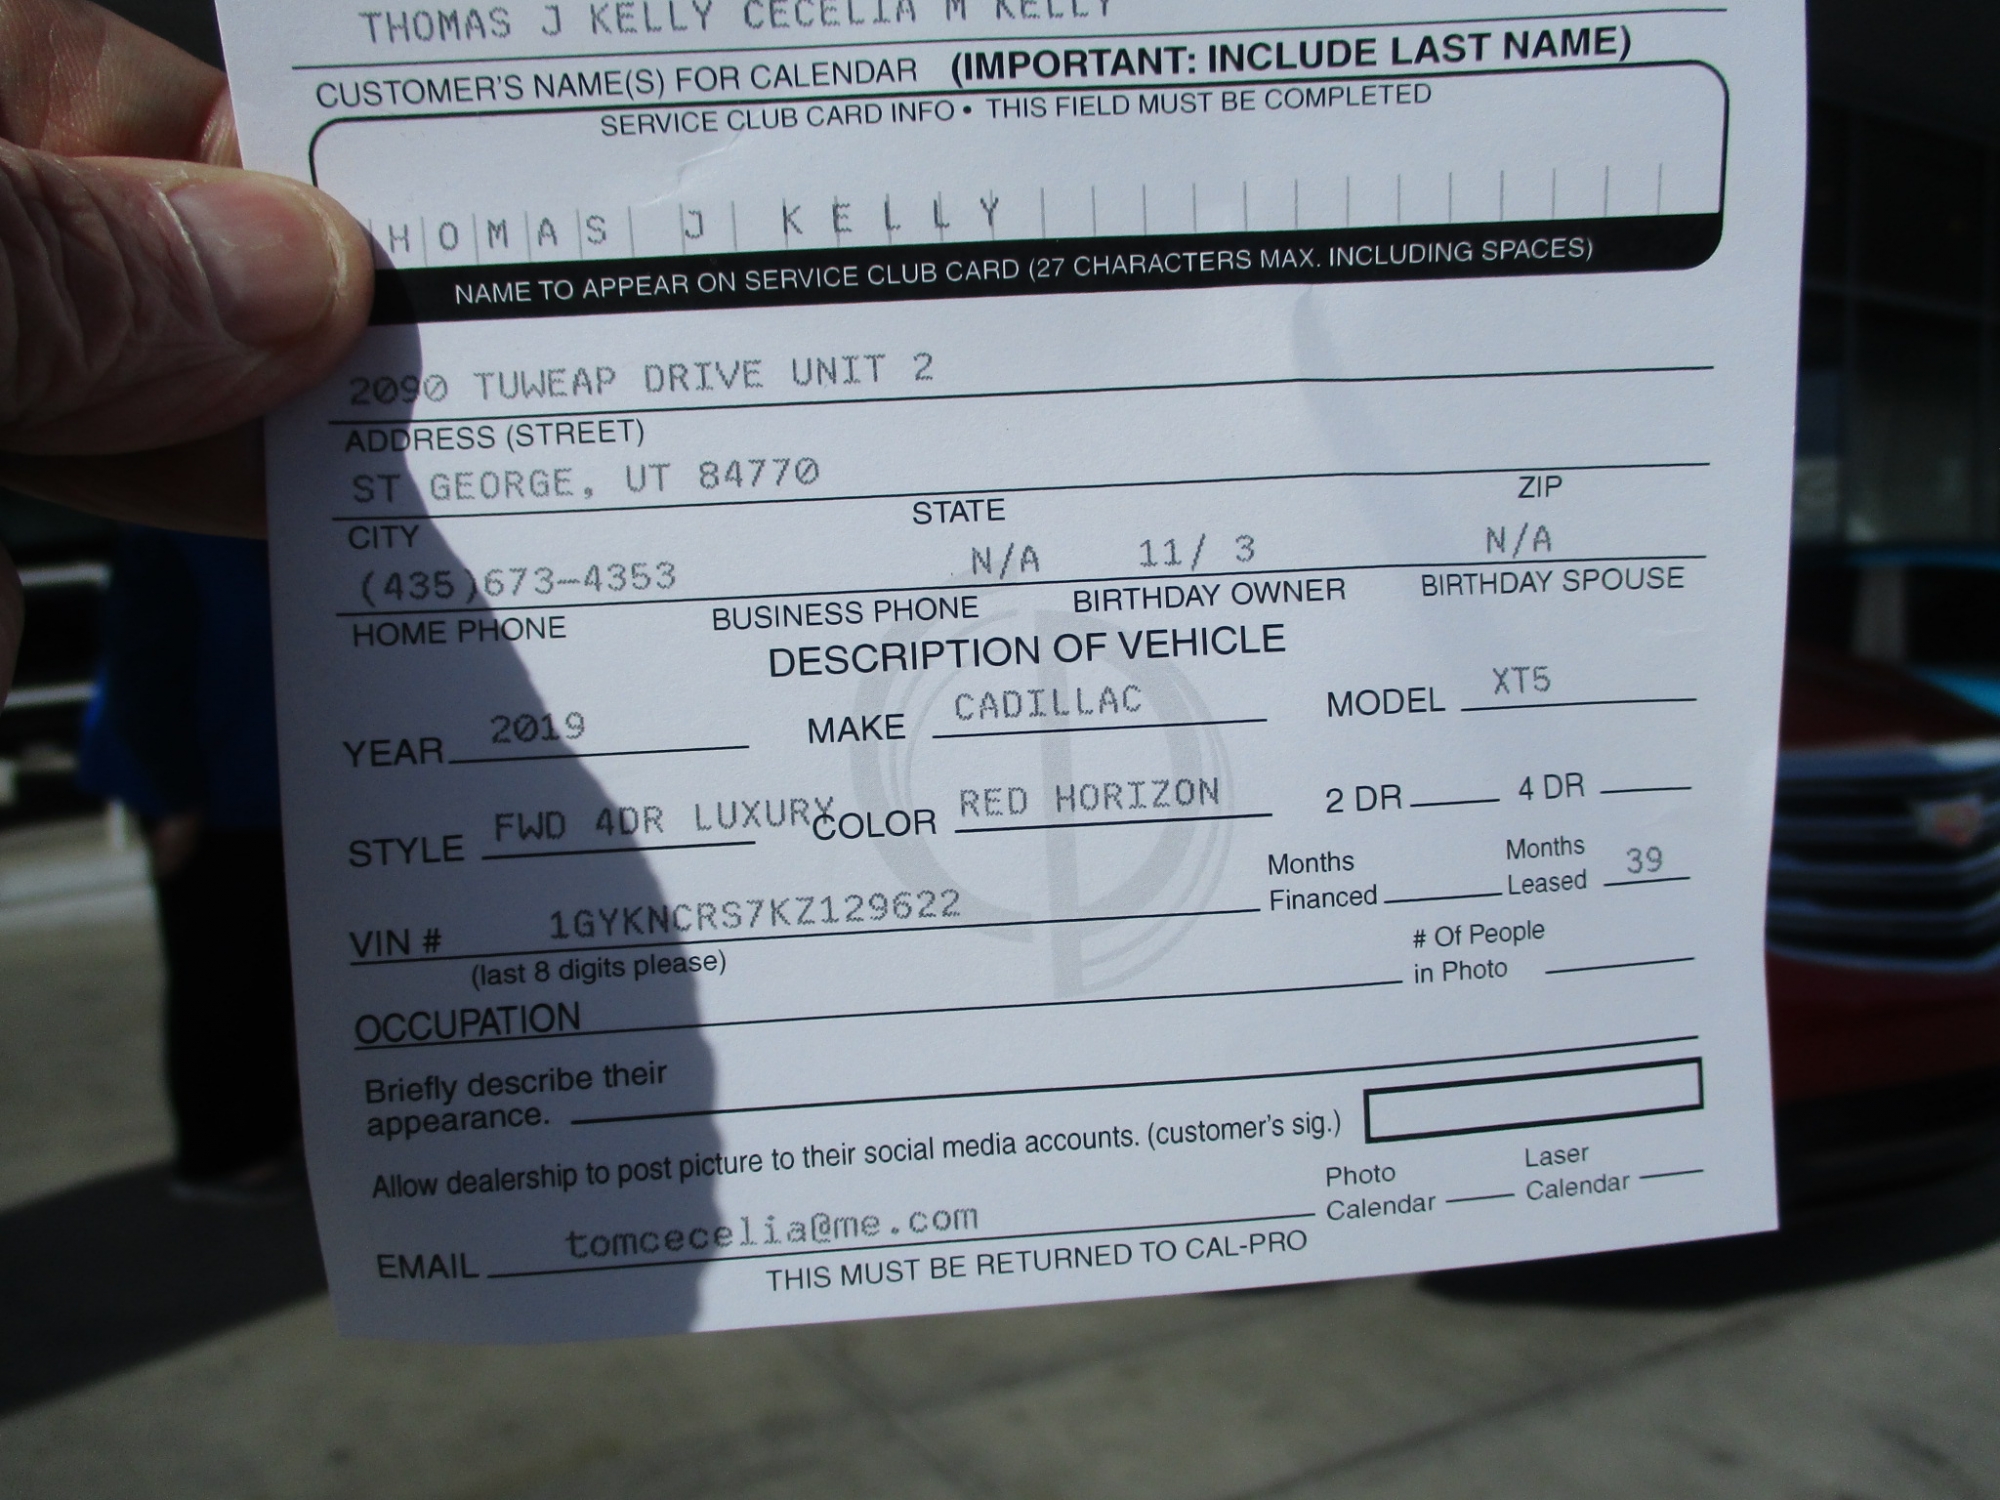 THOMAS J KELLY CECELIA M KELLY
CUSTOMER'S NAME(S) FOR CALENDAR (IMPORTANT: INCLUDE LAST NAME)
SERVICE CLUB CARD INFO • THIS FIELD MUST BE COMPLETED
HOMAS J KELLY
NAME TO APPEAR ON SERVICE CLUB CARD (27 CHARACTERS MAX. INCLUDING SPACES)
2090 TUWEAP DRIVE UNIT 2
ADDRESS (STREET)
ST GEORGE, UT 84770
CITY STATE ZIP
(435)673-4353 N/A 11/ 3 N/A
HOME PHONE BUSINESS PHONE BIRTHDAY OWNER BIRTHDAY SPOUSE
DESCRIPTION OF VEHICLE
YEAR 2019 MAKE CADILLAC MODEL XT5
STYLE FWD 4DR LUXURY COLOR RED HORIZON 2 DR 4 DR
VIN # 1GYKNCRS7KZ129622 Months Financed Months Leased 39
(last 8 digits please) # Of People in Photo
OCCUPATION
Briefly describe their
appearance.
Allow dealership to post picture to their social media accounts. (customer's sig.)
Photo Calendar Laser Calendar
EMAIL tomcecelia@me.com
THIS MUST BE RETURNED TO CAL-PRO